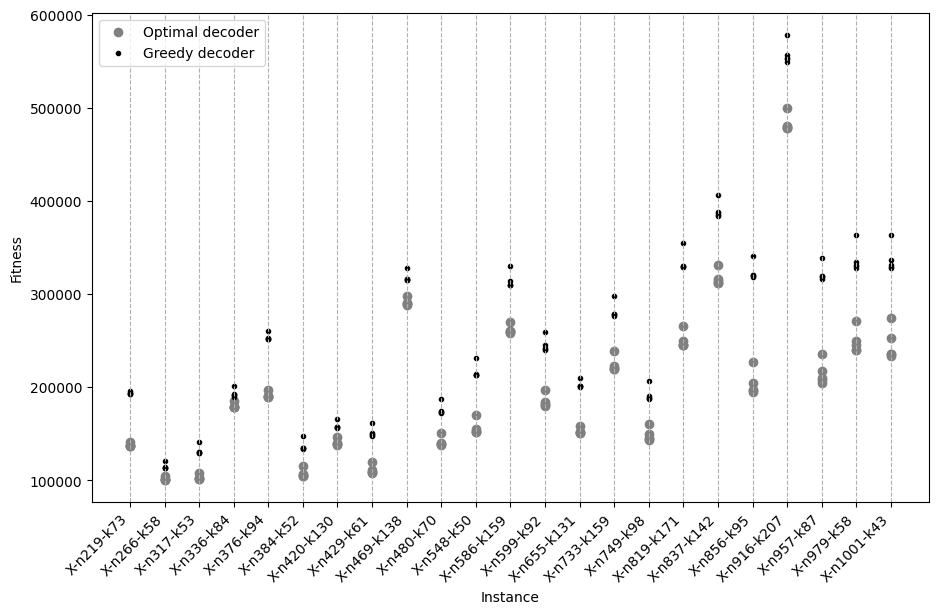 600000
500000
400000
300000
200000
100000
Fitness
Optimal decoder
Greedy decoder
X-n219-k73
X-n266-k58
X-n317-k53
X-n336-k84
X-n376-k94
X-n384-k52
X-n420-k130
X-n429-k61
X-n469-k138
X-n480-k70
X-n548-k50
X-n586-k159
X-n599-k92
X-n655-k131
X-n733-k159
X-n749-k98
X-n819-k171
X-n837-k142
X-n856-k95
X-n916-k207
X-n957-k87
X-n979-k58
X-n1001-k43
Instance